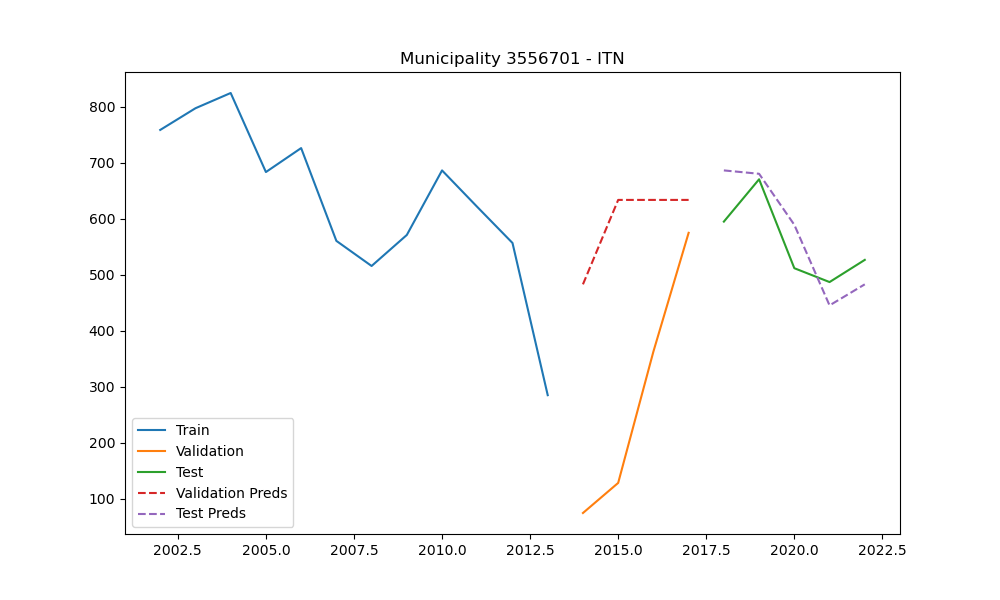 Municipality 3556701 - ITN
800
700
600
500
400
300
200
100
Train
Validation
Test
Validation Preds
Test Preds
2002.5 2005.0 2007.5 2010.0 2012.5 2015.0 2017.5 2020.0 2022.5